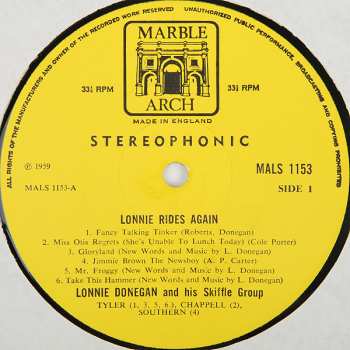 ALL RIGHTS OF THE MANUFACTURERS AND OWNER OF THE RECORDED WORK RESERVED.
UNAUTHORIZED PUBLIC PERFORMANCE, BROADCASTING AND COPYING PROHIBITED
MARBLE
ARCH
33⅓ RPM
33⅓ RPM
MADE IN ENGLAND
STEREOPHONIC
℗ 1959
MALS 1153
MALS 1153-A
SIDE 1
LONNIE RIDES AGAIN
1. Fancy Talking Tinker (Roberts, Donegan)
2. Miss Otis Regrets (She's Unable To Lunch Today) (Cole Porter)
3. Gloryland (New Words and Music by L. Donegan)
4. Jimmie Brown The Newsboy (A. P. Carter)
5. Mr. Froggy (New Words and Music by L. Donegan)
6. Take This Hammer (New Words and Music by L. Donegan)
LONNIE DONEGAN and his Skiffle Group
TYLER (1, 3, 5, 6,), CHAPPELL (2),
SOUTHERN (4)